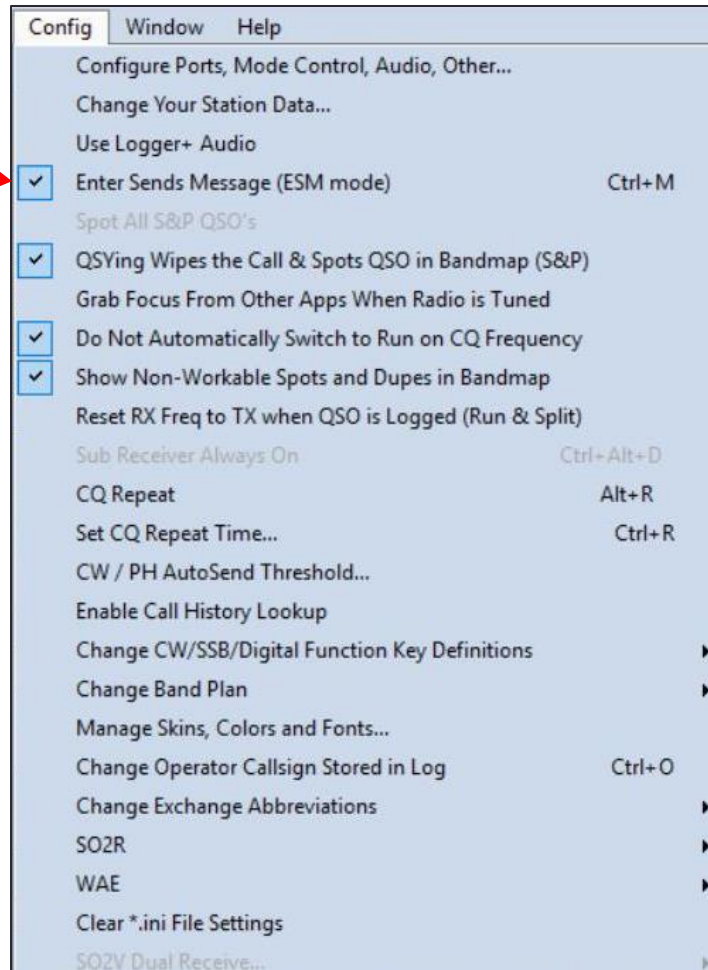 Config Window Help
Configure Ports, Mode Control, Audio, Other...
Change Your Station Data...
Use Logger+ Audio
Enter Sends Message (ESM mode) Ctrl+M
Spot All S&P QSO's
QSYing Wipes the Call & Spots QSO in Bandmap (S&P)
Grab Focus From Other Apps When Radio is Tuned
Do Not Automatically Switch to Run on CQ Frequency
Show Non-Workable Spots and Dupes in Bandmap
Reset RX Freq to TX when QSO is Logged (Run & Split)
Sub Receiver Always On Ctrl+Alt+D
CQ Repeat Alt+R
Set CQ Repeat Time... Ctrl+R
CW / PH AutoSend Threshold...
Enable Call History Lookup
Change CW/SSB/Digital Function Key Definitions
Change Band Plan
Manage Skins, Colors and Fonts...
Change Operator Callsign Stored in Log Ctrl+O
Change Exchange Abbreviations
SO2R
WAE
Clear *.ini File Settings
SO2V Dual Receive...